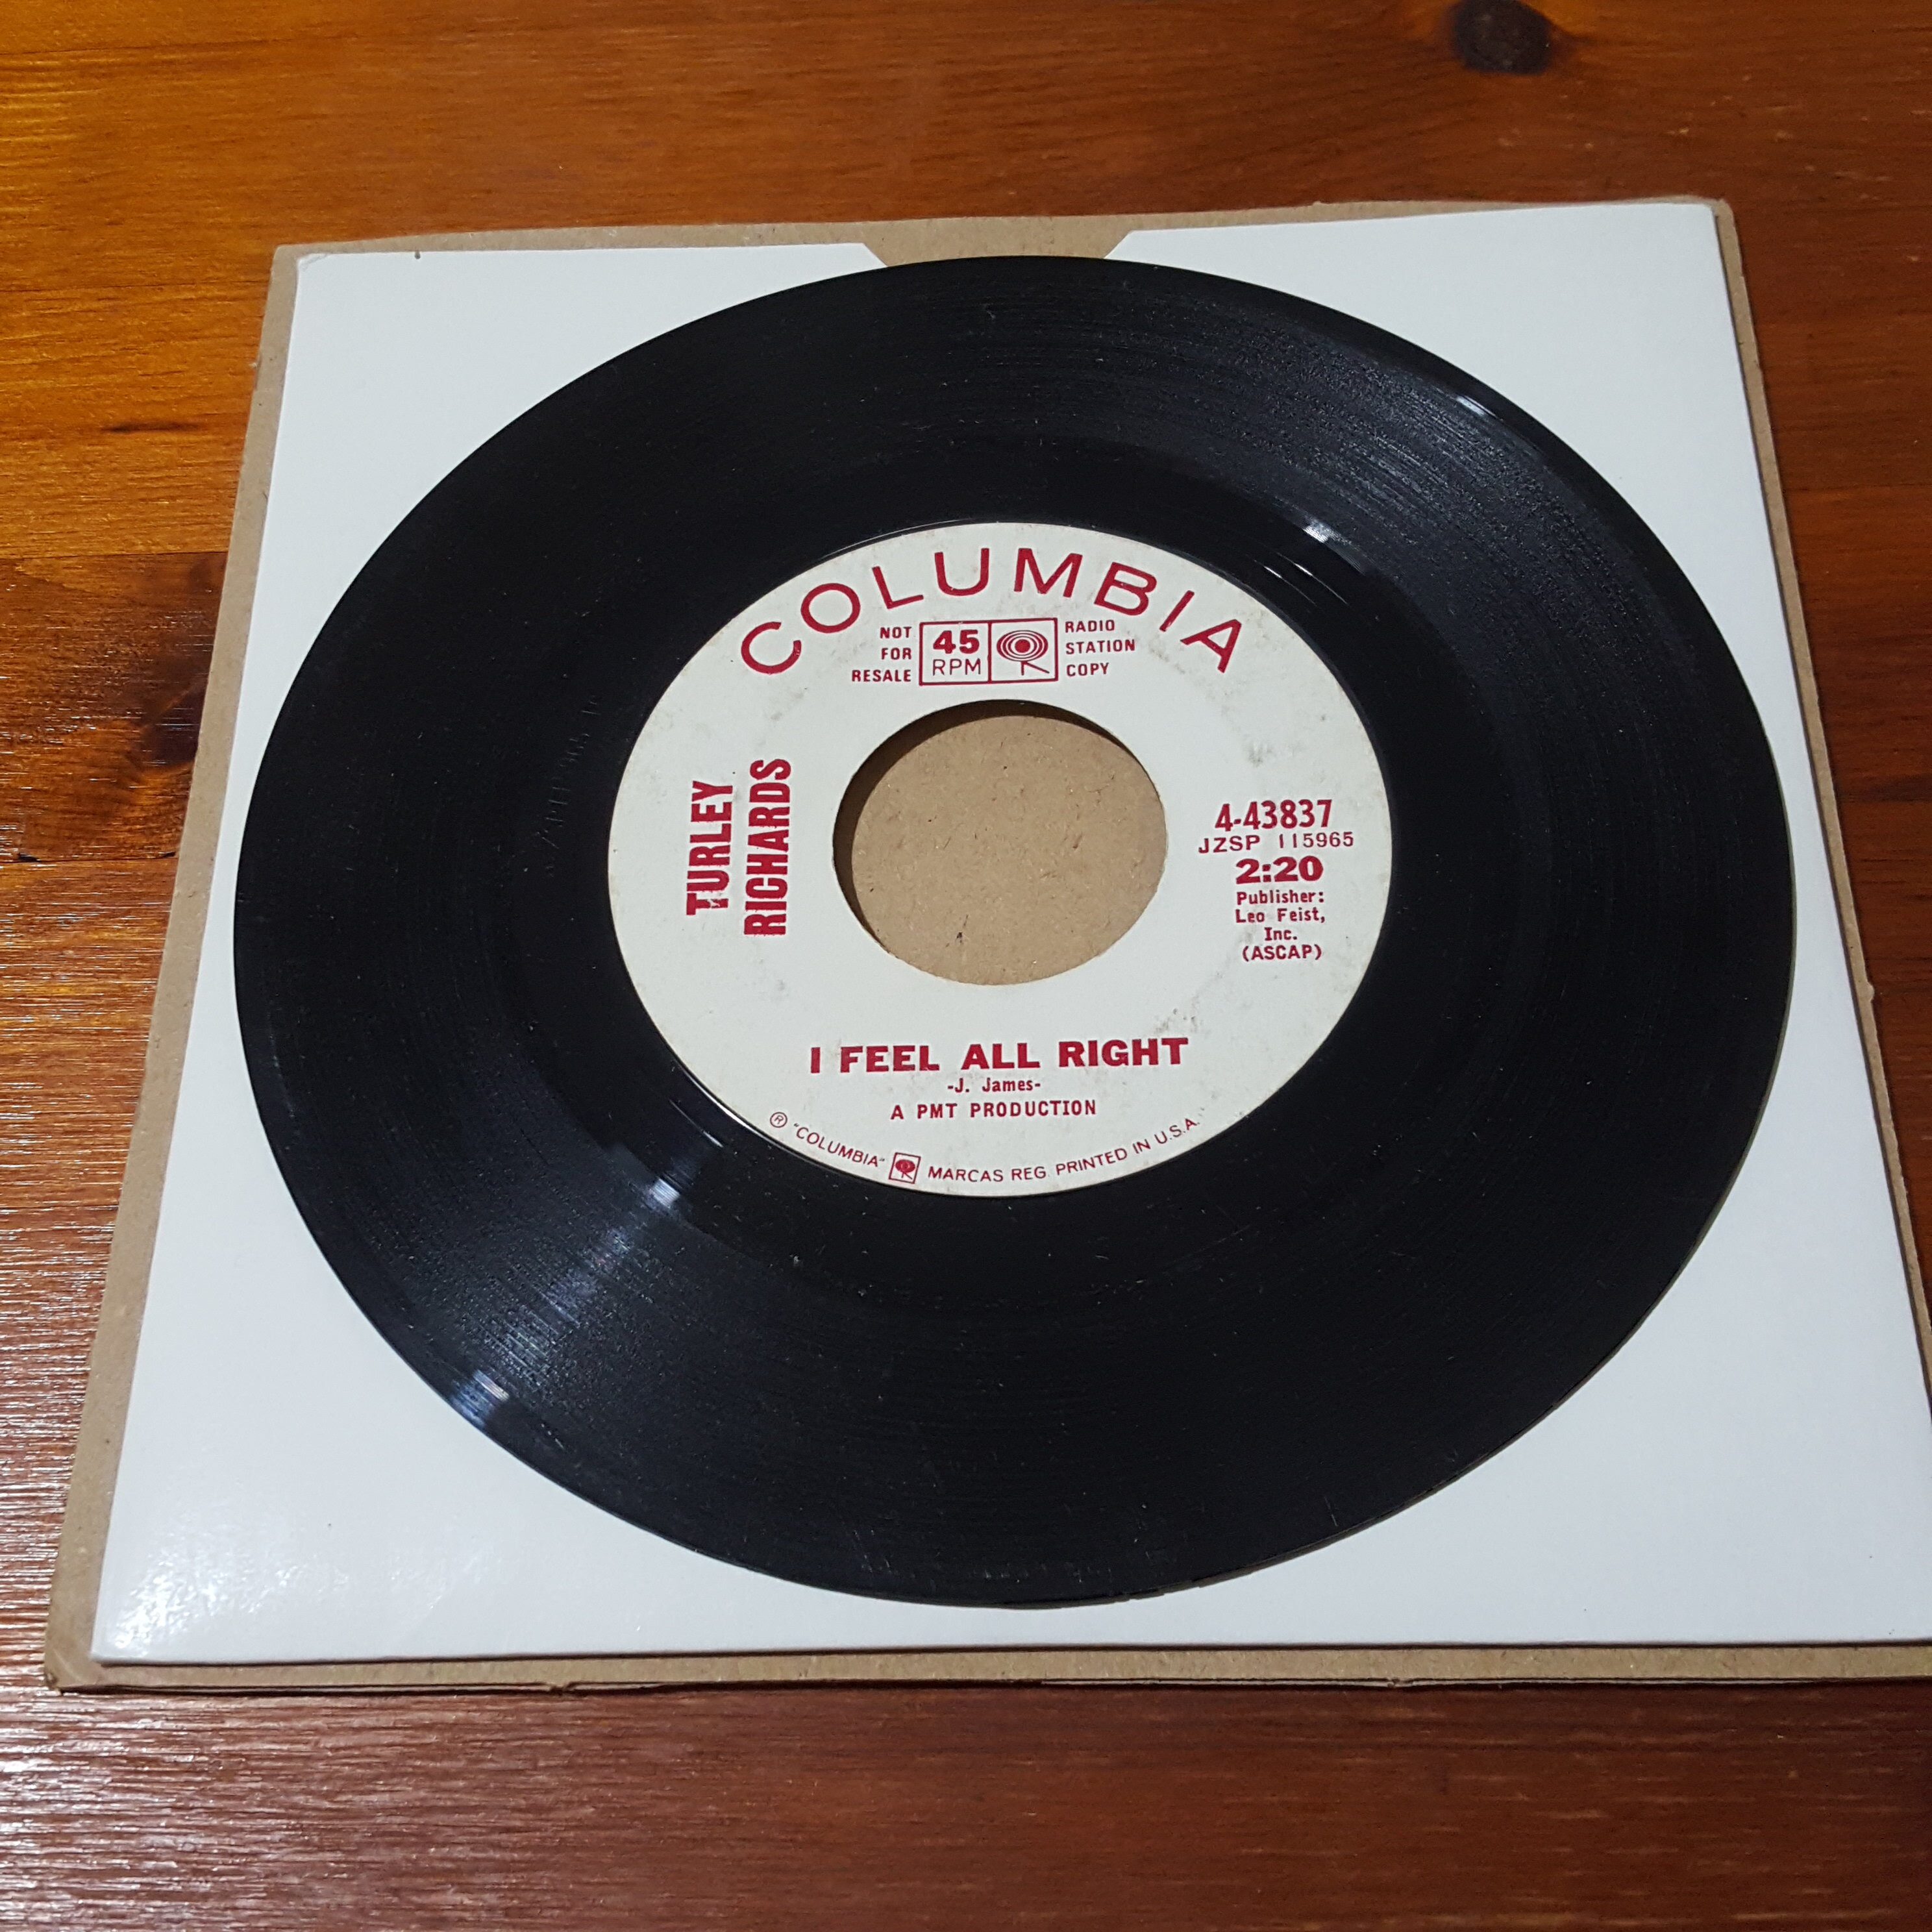 COLUMBIA
NOT
FOR
RESALE
45
RPM
RADIO
STATION
COPY
TURLEY
RICHARDS
4-43837
JZSP 115965
2:20
Publisher:
Leo Feist,
Inc.
(ASCAP)
I FEEL ALL RIGHT
-J. James-
A PMT PRODUCTION
® "COLUMBIA" MARCAS REG. PRINTED IN U.S.A.